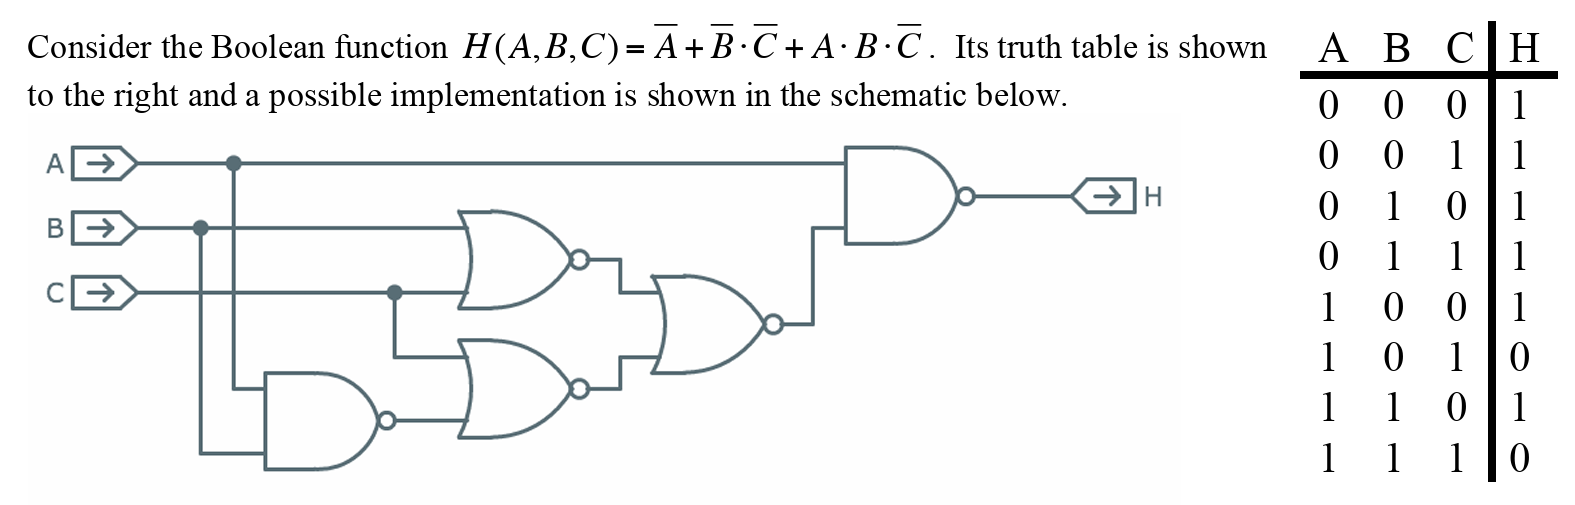 Consider the Boolean function H(A,B,C) = A̅ + B̅ · C̅ + A · B · C̅. Its truth table is shown
to the right and a possible implementation is shown in the schematic below.
A
B
C
H
A B C H
0 0 0 1
0 0 1 1
0 1 0 1
0 1 1 1
1 0 0 1
1 0 1 0
1 1 0 1
1 1 1 0